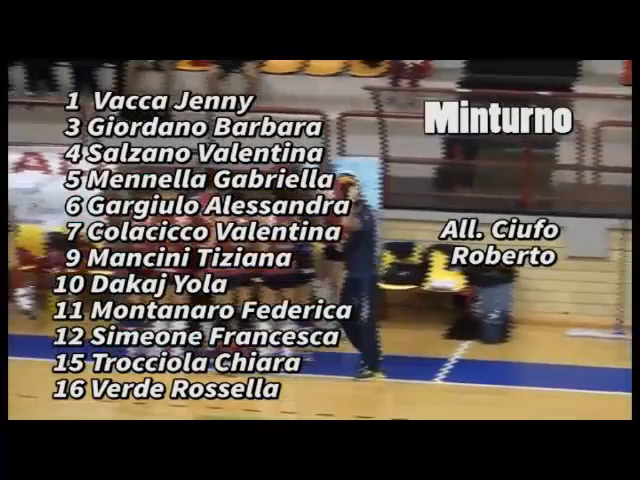 1 Vacca Jenny
3 Giordano Barbara
4 Salzano Valentina
5 Mennella Gabriella
6 Gargiulo Alessandra
7 Colacicco Valentina
9 Mancini Tiziana
10 Dakaj Yola
11 Montanaro Federica
12 Simeone Francesca
15 Trocciola Chiara
16 Verde Rossella
Minturno
All. Ciufo
Roberto